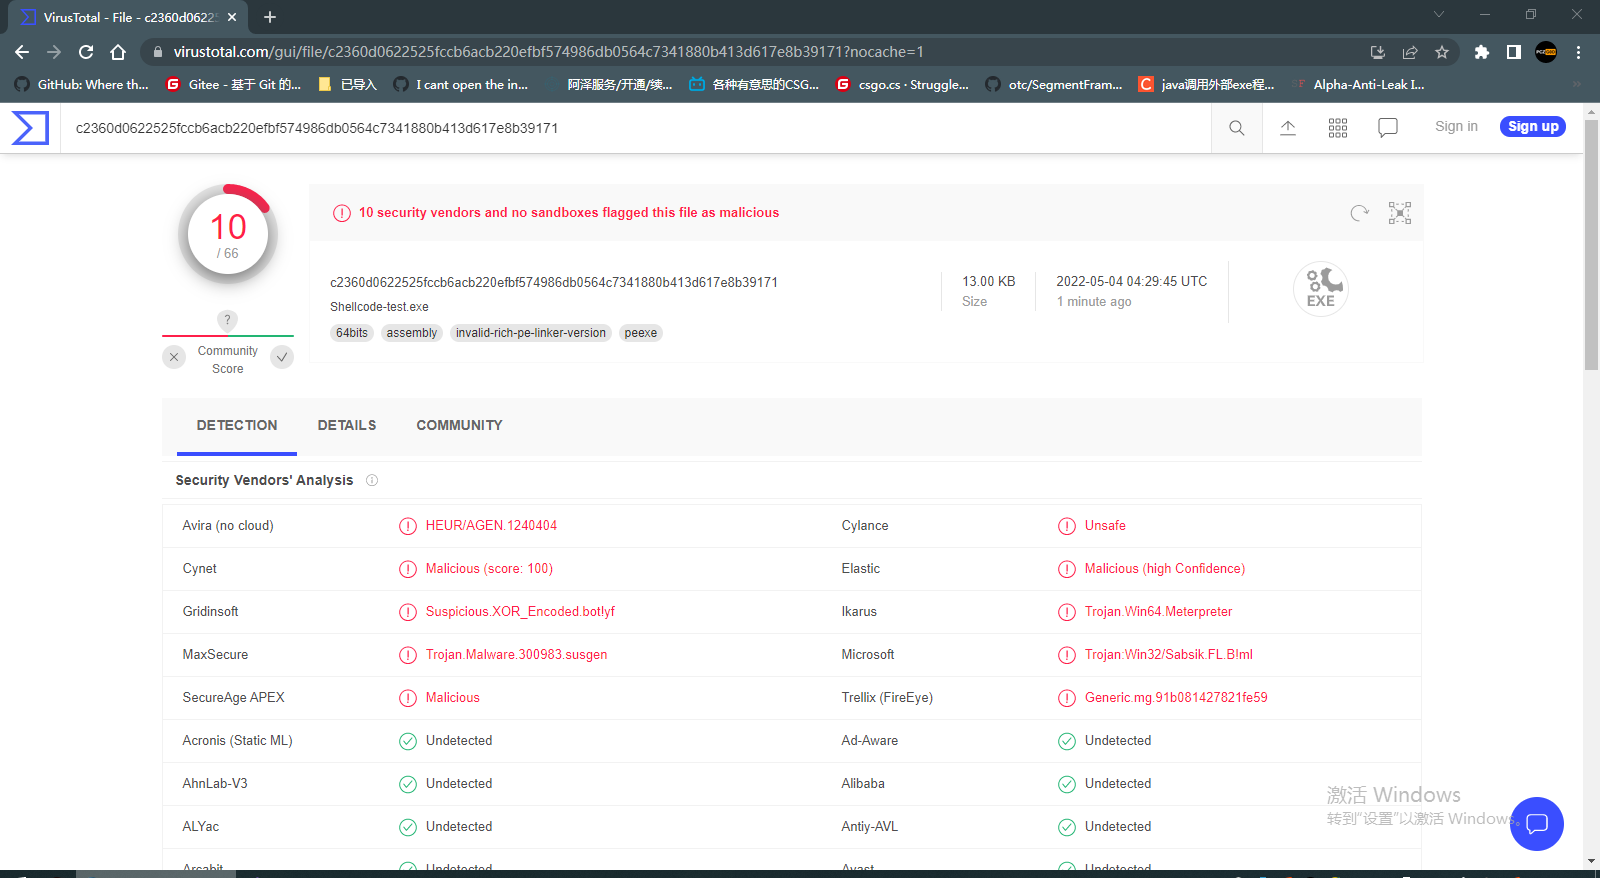 VirusTotal - File - c2360d0622
virustotal.com/gui/file/c2360d0622525fccb6acb220efbf574986db0564c7341880b413d617e8b39171?nocache=1
GitHub: Where th... Gitee - 基于 Git 的... 已导入 I cant open the in... 阿泽服务/开通/续... 各种有意思的CSG... csgo.cs · Struggle... otc/SegmentFram... java调用外部exe程... SF Alpha-Anti-Leak I...
c2360d0622525fccb6acb220efbf574986db0564c7341880b413d617e8b39171
Sign in Sign up
10
/ 66
10 security vendors and no sandboxes flagged this file as malicious
c2360d0622525fccb6acb220efbf574986db0564c7341880b413d617e8b39171
Shellcode-test.exe
64bits assembly invalid-rich-pe-linker-version peexe
13.00 KB
Size
2022-05-04 04:29:45 UTC
1 minute ago
EXE
?
Community
Score
DETECTION DETAILS COMMUNITY
Security Vendors' Analysis
Avira (no cloud) HEUR/AGEN.1240404 Cylance Unsafe
Cynet Malicious (score: 100) Elastic Malicious (high Confidence)
Gridinsoft Suspicious.XOR_Encoded.bot!yf Ikarus Trojan.Win64.Meterpreter
MaxSecure Trojan.Malware.300983.susgen Microsoft Trojan:Win32/Sabsik.FL.B!ml
SecureAge APEX Malicious Trellix (FireEye) Generic.mg.91b081427821fe59
Acronis (Static ML) Undetected Ad-Aware Undetected
AhnLab-V3 Undetected Alibaba Undetected
ALYac Undetected Antiy-AVL Undetected
Arcabit Undetected Avast Undetected
激活 Windows
转到"设置"以激活 Windows。